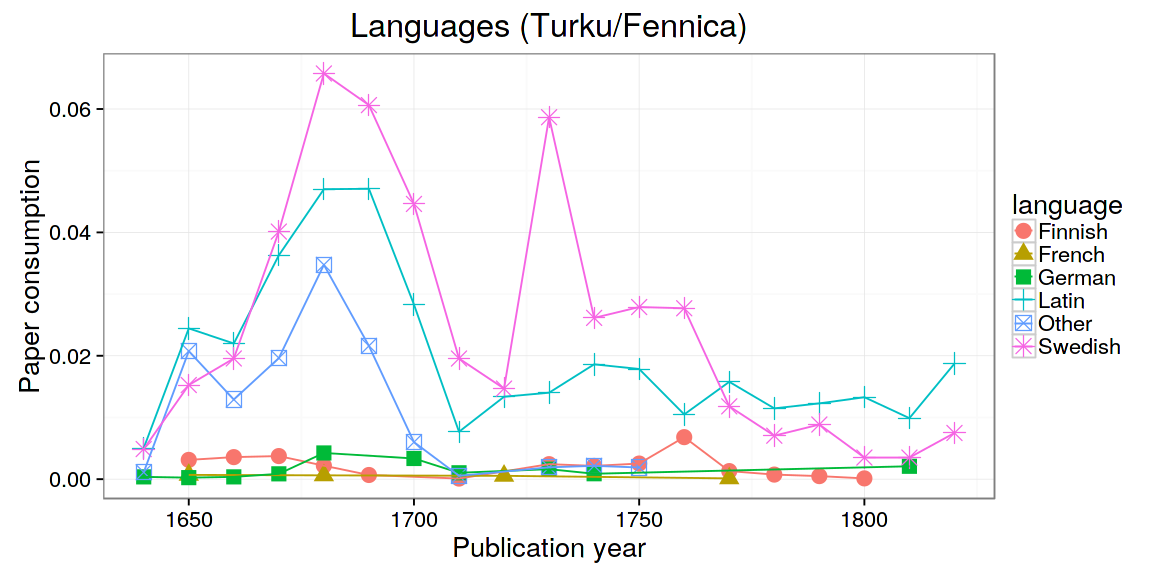 Languages (Turku/Fennica)
Paper consumption
0.06
0.04
0.02
0.00
1650
1700
1750
1800
Publication year
language
Finnish
French
German
Latin
Other
Swedish